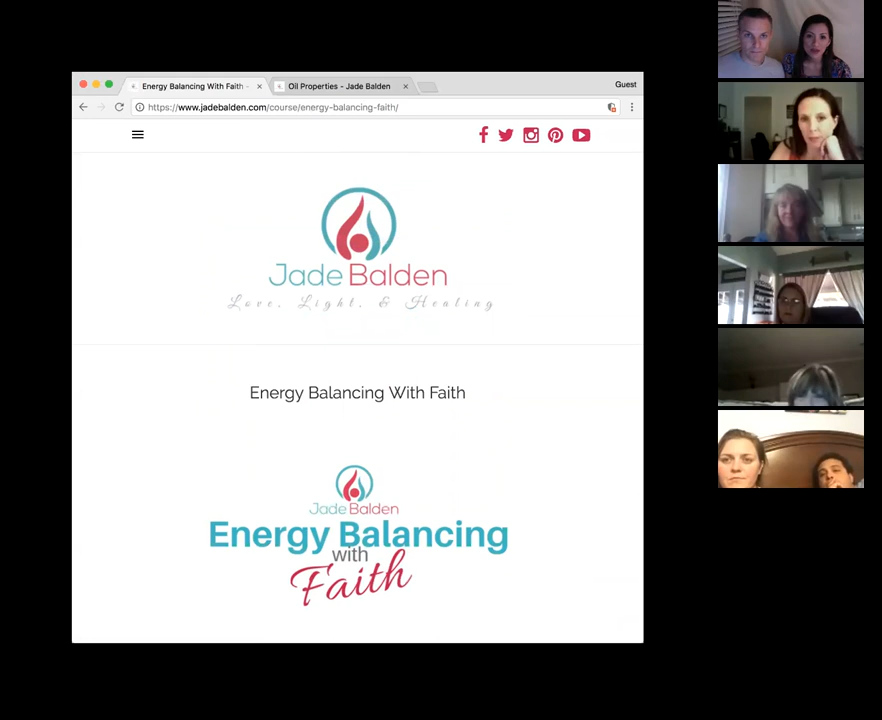 Energy Balancing With Faith -
Oil Properties - Jade Balden
Guest
https://www.jadebalden.com/course/energy-balancing-faith/
Jade Balden
Love, Light, & Healing
Energy Balancing With Faith
Jade Balden
Energy Balancing
with
Faith